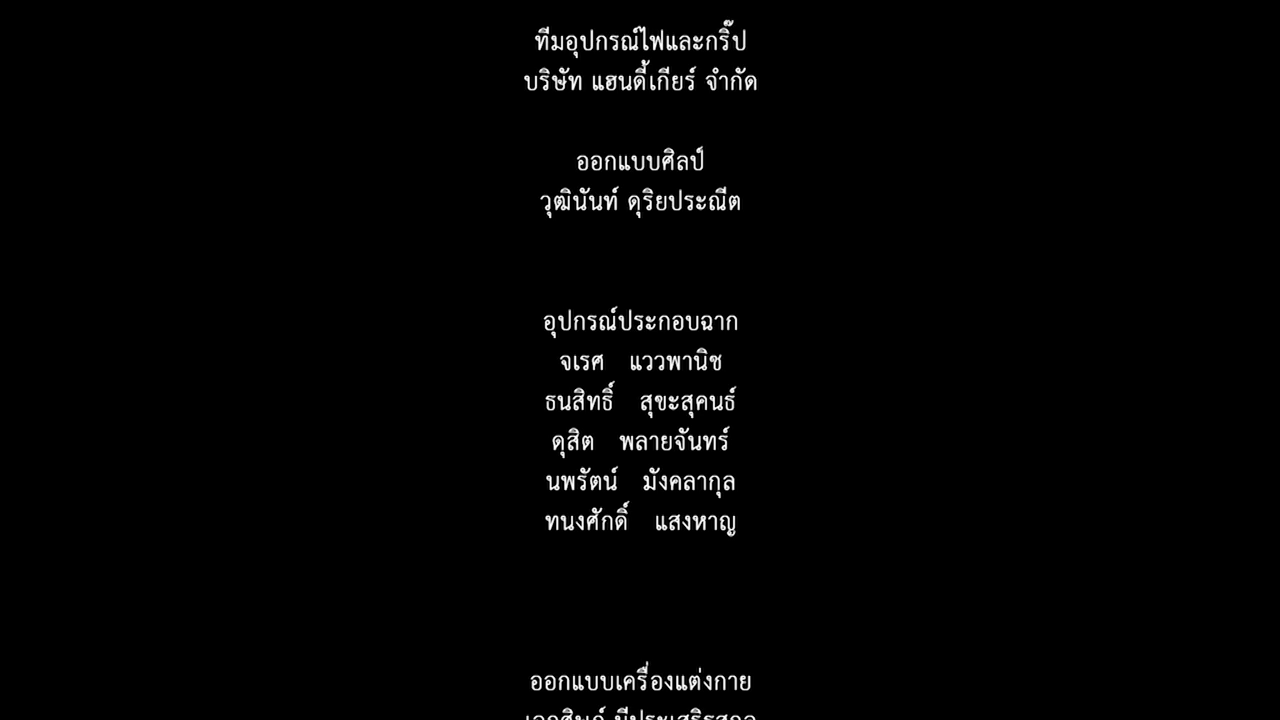 ทีมอุปกรณ์ไฟและกริ๊ป
บริษัท แฮนดี้เกียร์ จำกัด
ออกแบบศิลป์
วุฒินันท์ ดุริยประณีต
อุปกรณ์ประกอบฉาก
จเรศ แววพานิช
ธนสิทธิ์ สุขะสุคนธ์
ดุสิต พลายจันทร์
นพรัตน์ มังคลากุล
ทนงศักดิ์ แสงหาญ
ออกแบบเครื่องแต่งกาย